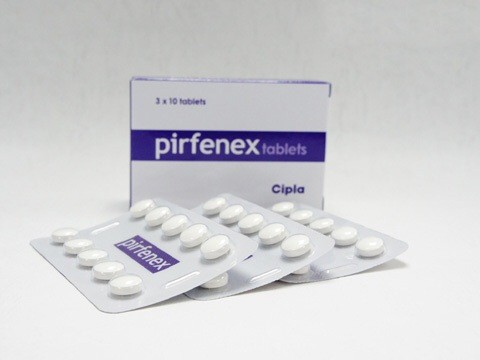 3 x 10 tablets
pirfenex tablets
Cipla
pirfenex